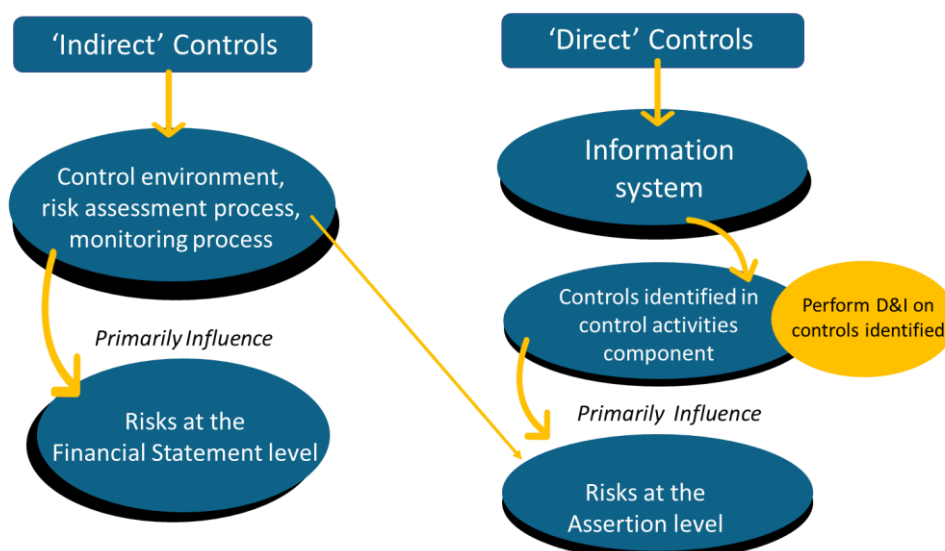 ‘Indirect’ Controls
Control environment,
risk assessment process,
monitoring process
Primarily Influence
Risks at the
Financial Statement level
‘Direct’ Controls
Information
system
Controls identified in
control activities
component
Perform D&I on
controls identified
Primarily Influence
Risks at the
Assertion level